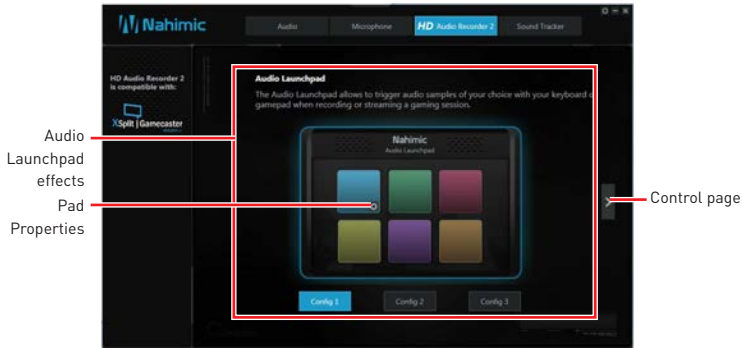 Nahimic
Audio
Microphone
HD Audio Recorder 2
Sound Tracker
HD Audio Recorder 2
is compatible with:
XSplit | Gamecaster
Audio Launchpad
The Audio Launchpad allows to trigger audio samples of your choice with your keyboard
gamepad when recording or streaming a gaming session.
Nahimic
Audio Launchpad
Config 1
Config 2
Config 3
Audio
Launchpad
effects
Pad
Properties
Control page